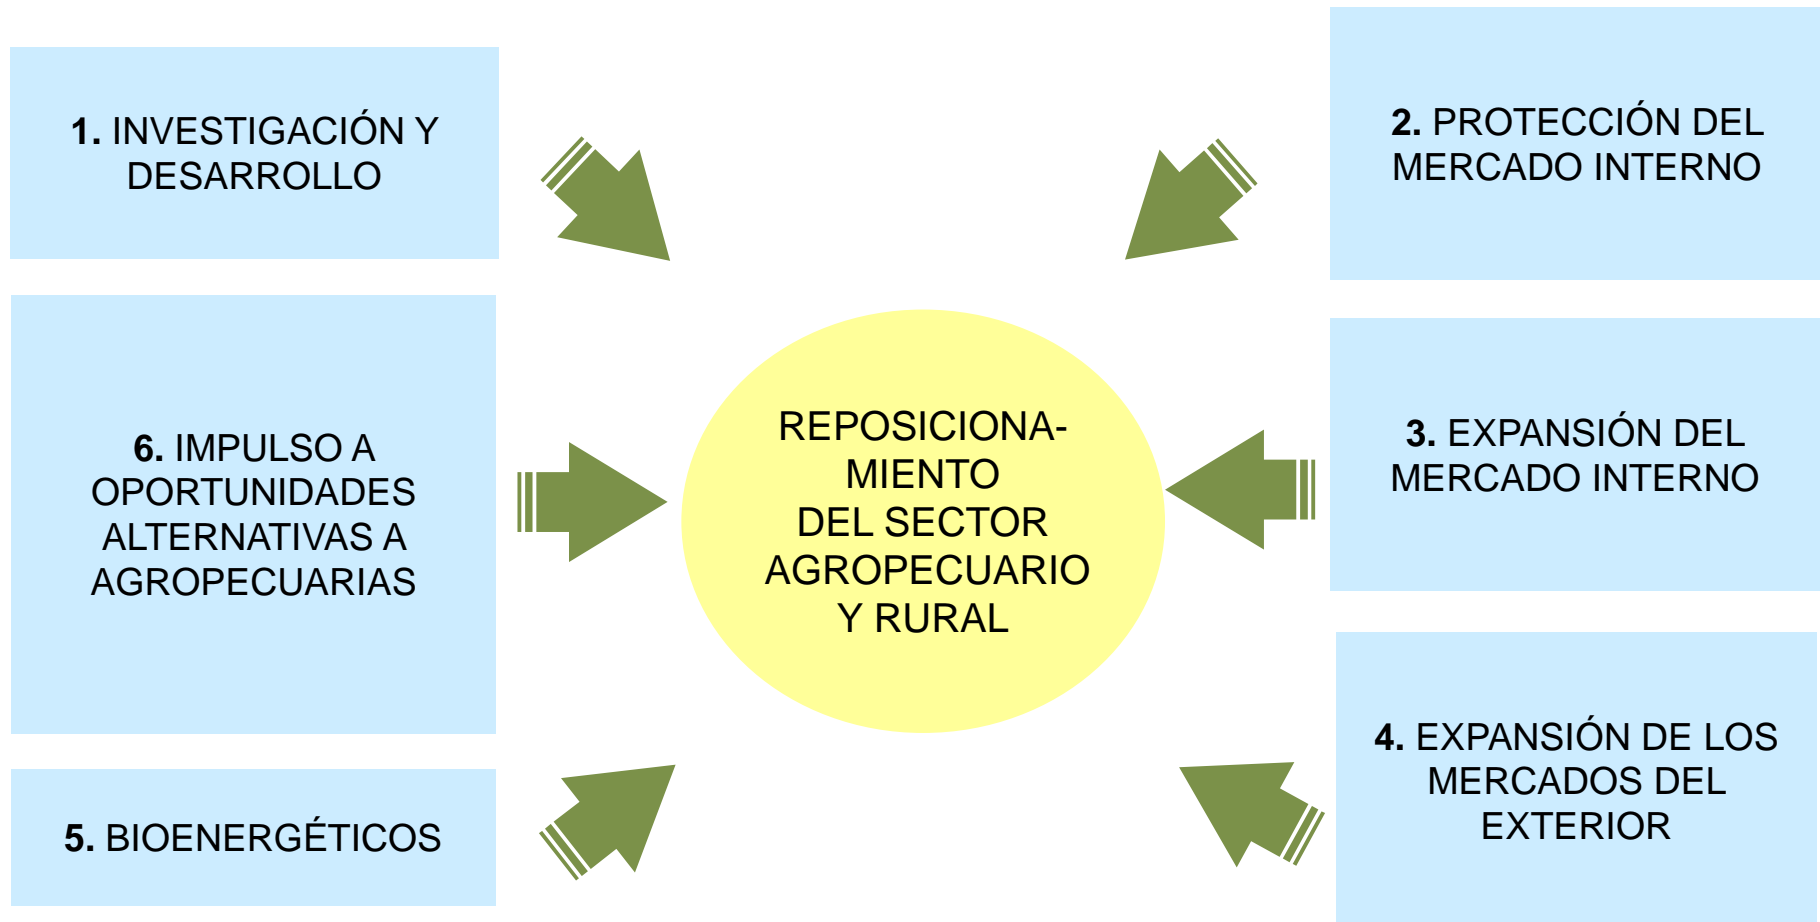 1. INVESTIGACIÓN Y
DESARROLLO
2. PROTECCIÓN DEL
MERCADO INTERNO
6. IMPULSO A
OPORTUNIDADES
ALTERNATIVAS A
AGROPECUARIAS
REPOSICIONA-
MIENTO
DEL SECTOR
AGROPECUARIO
Y RURAL
3. EXPANSIÓN DEL
MERCADO INTERNO
5. BIOENERGÉTICOS
4. EXPANSIÓN DE LOS
MERCADOS DEL
EXTERIOR